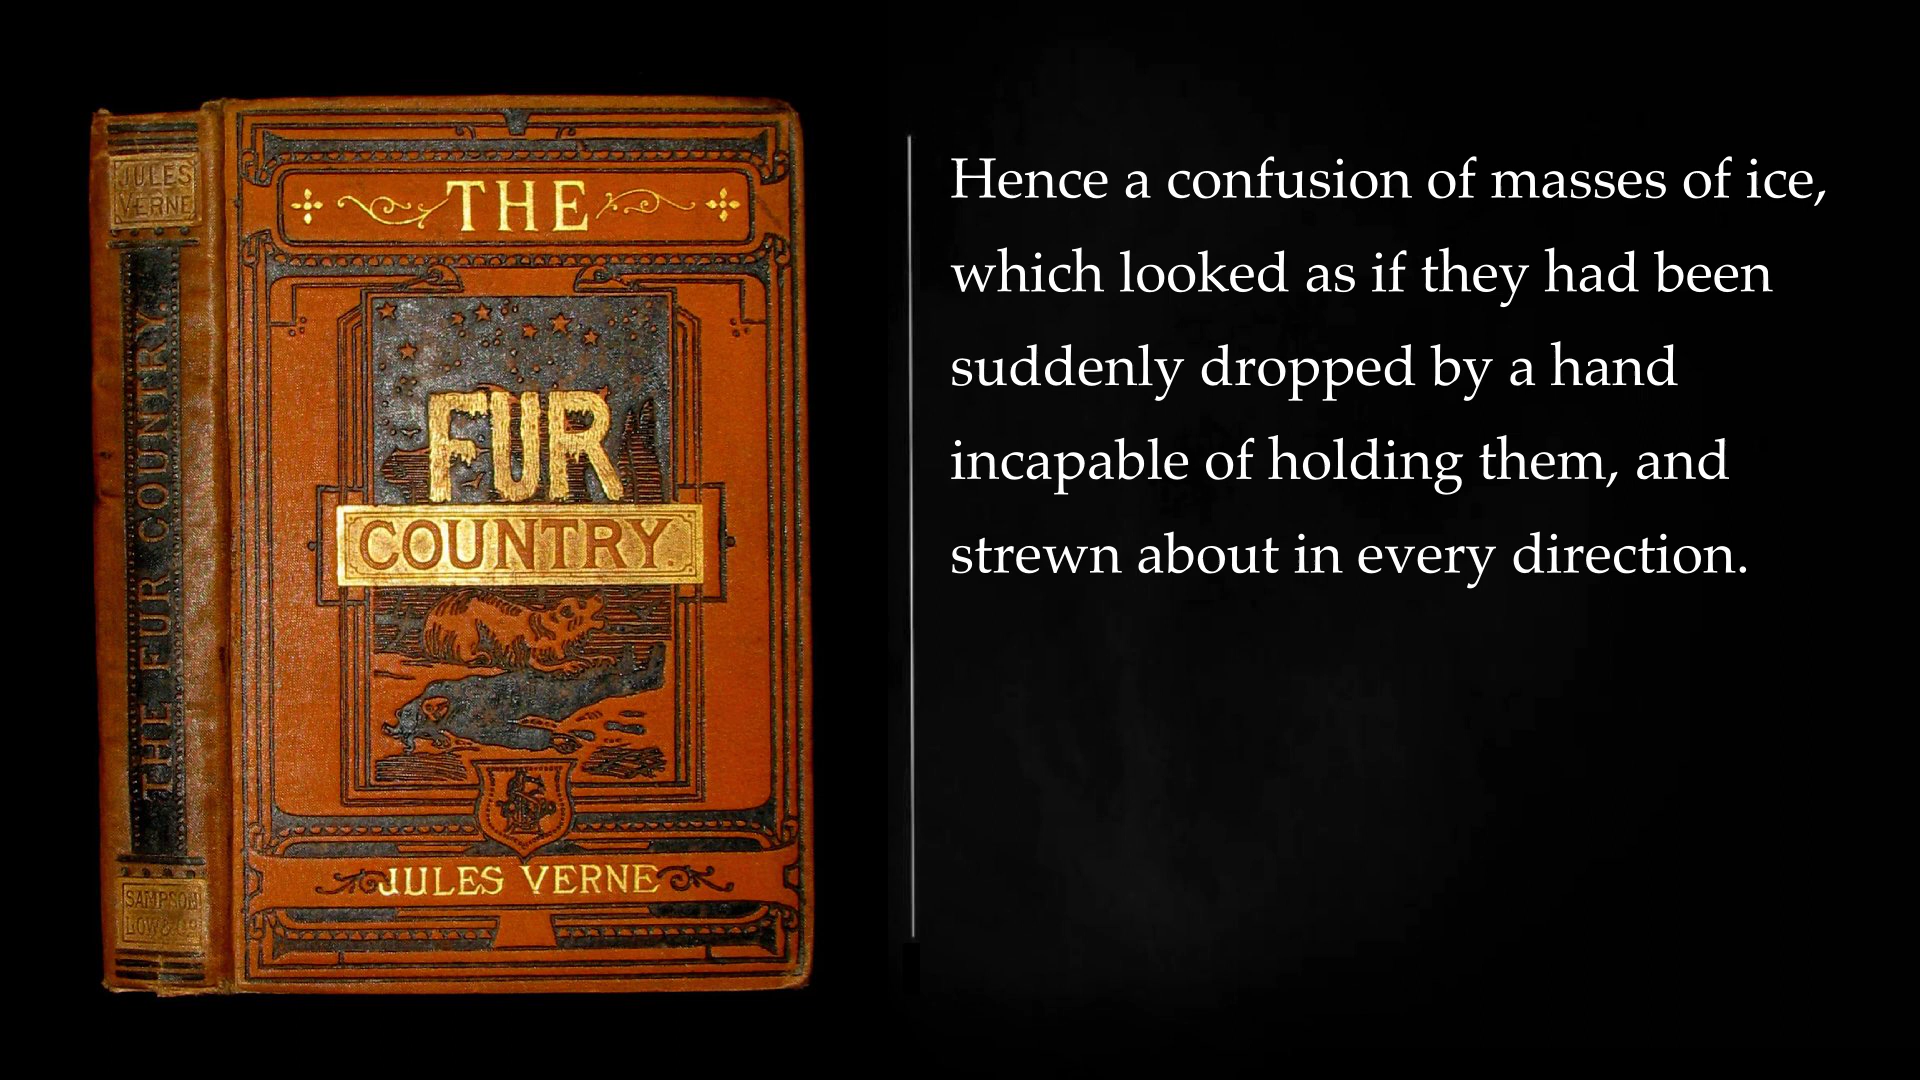 JULES
VERNE
THE FUR COUNTRY.
SAMPSON
LOW & Co
THE
FUR
COUNTRY.
JULES VERNE
Hence a confusion of masses of ice,
which looked as if they had been
suddenly dropped by a hand
incapable of holding them, and
strewn about in every direction.